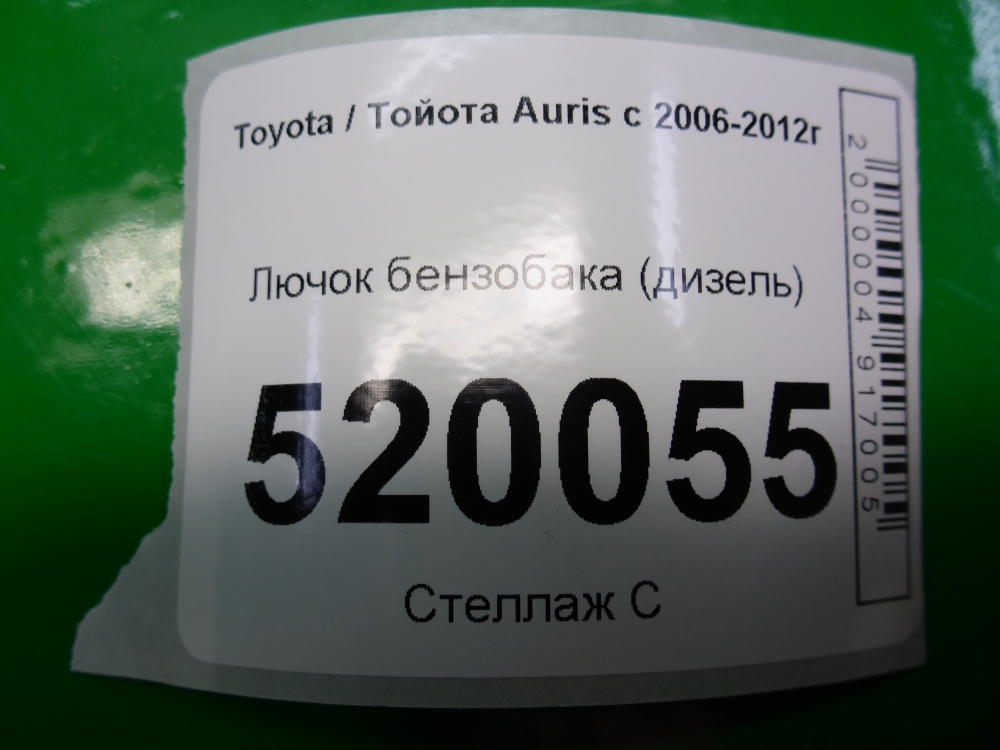 Toyota / Тойота Auris с 2006-2012г
Лючок бензобака (дизель)
520055
Стеллаж С
2000004917005